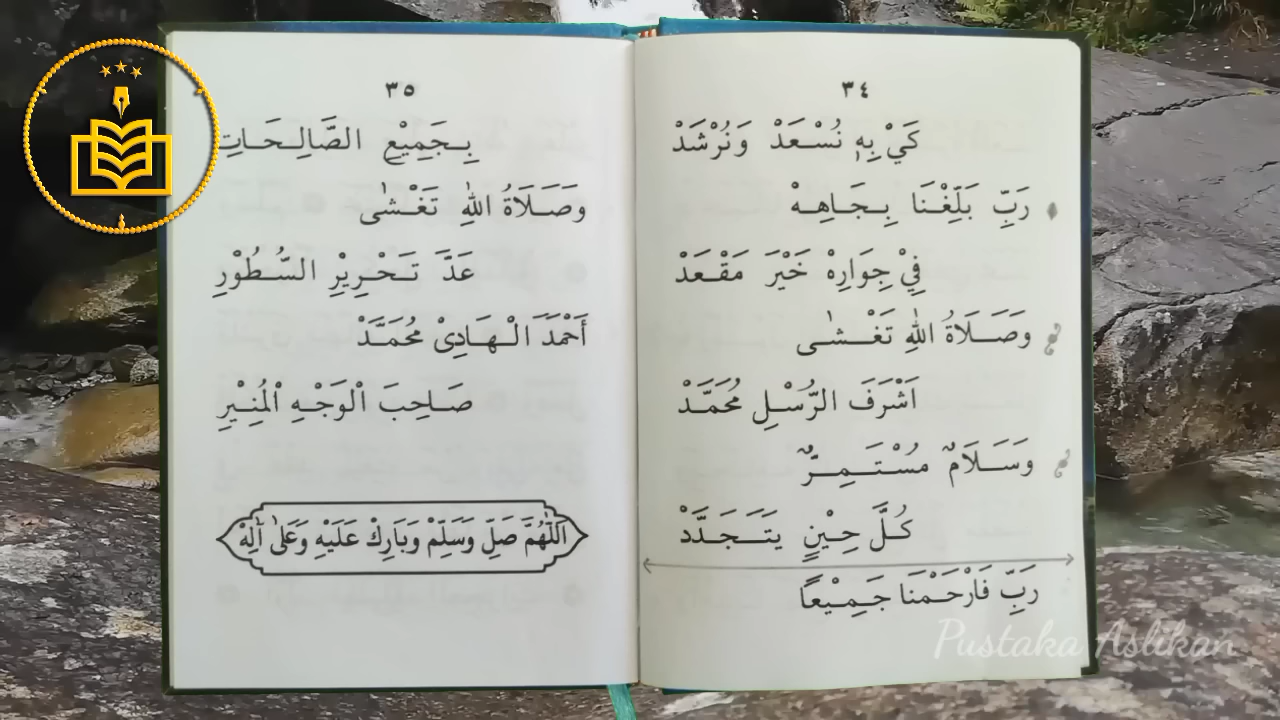 ٣٤
كَيْ بِهٖ نُسْعَدْ وَنُرْشَدْ
رَبِّ بَلِّغْنَا بِجَاهِهْ
فِيْ جِوَارِهْ خَيْرَ مَقْعَدْ
وَصَلَاةُ اللهِ تَغْشٰى
اَشْرَفَ الرُّسْلِ مُحَمَّدْ
وَسَلَامٌ مُسْتَمِرٌّ
كُلَّ حِيْنٍ يَتَجَدَّدْ
رَبِّ فَارْحَمْنَا جَمِيْعًا
٣٥
بِجَمِيْعِ الصَّالِحَاتِ
وَصَلَاةُ اللهِ تَغْشٰى
عَدَّ تَحْرِيْرِ السُّطُوْرِ
أَحْمَدَ الْهَادِىْ مُحَمَّدْ
صَاحِبَ الْوَجْهِ الْمُنِيْرِ
اَللّٰهُمَّ صَلِّ وَسَلِّمْ وَبَارِكْ عَلَيْهِ وَعَلٰى اٰلِهْ
Pustaka Aslikan